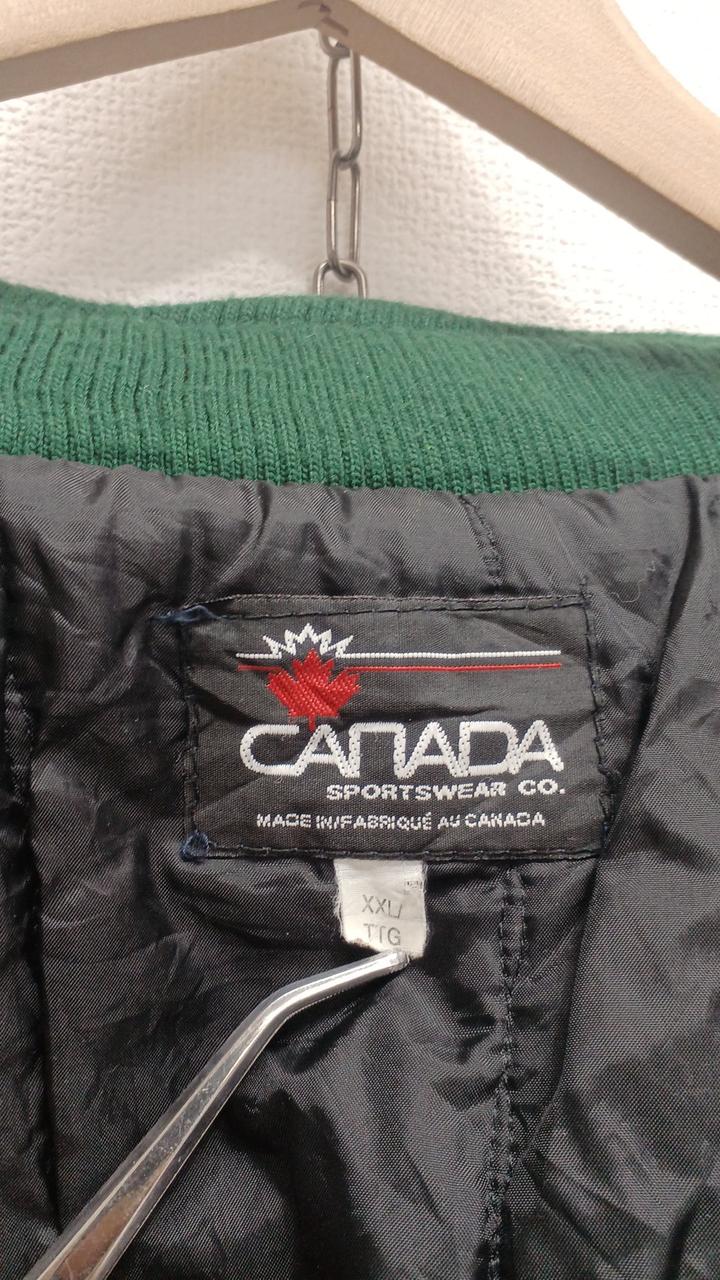 CANADA
SPORTSWEAR CO.
MADE IN/FABRIQUÉ AU CANADA
XXL/
TTG